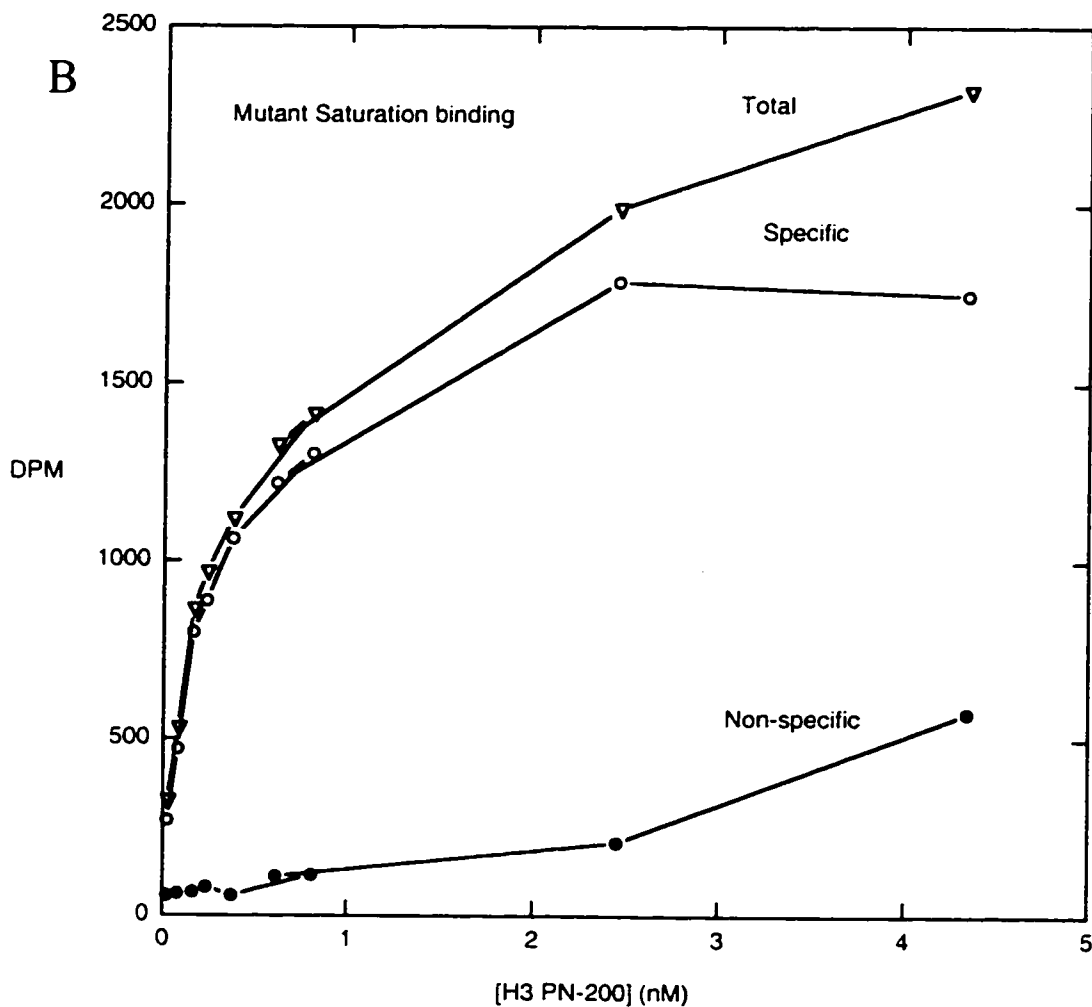 2500
B
Mutant Saturation binding
Total
2000
Specific
1500
DPM
1000
Non-specific
500
0
0 1 2 3 4 5
[H3 PN-200] (nM)